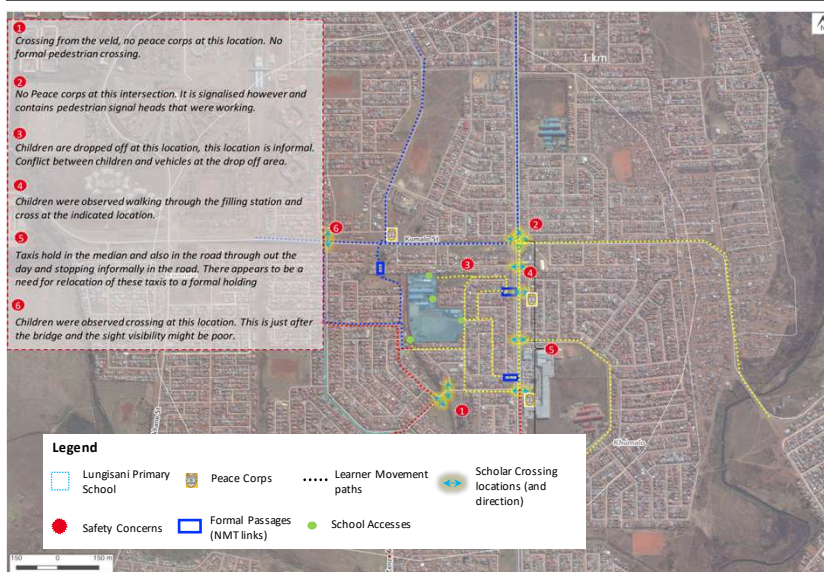 1
Crossing from the veld, no peace corps at this location. No
formal pedestrian crossing.
2
No Peace corps at this intersection. It is signalised however and
contains pedestrian signal heads that were working.
3
Children are dropped off at this location, this location is informal.
Conflict between children and vehicles at the drop off area.
4
Children were observed walking through the filling station and
cross at the indicated location.
5
Taxis hold in the median and also in the road through out the
day and stopping informally in the road. There appears to be a
need for relocation of these taxis to a formal holding
6
Children were observed crossing at this location. This is just after
the bridge and the sight visibility might be poor.
N
1 km
6
Kumalo St
2
3
4
5
1
Khumalo
Legend
Lungisani Primary
School
Peace Corps
Learner Movement
paths
Scholar Crossing
locations (and
direction)
Safety Concerns
Formal Passages
(NMT links)
School Accesses
150 0 150 m